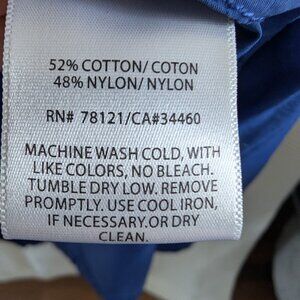 52% COTTON/ COTON
48% NYLON/ NYLON
RN# 78121/CA#34460
MACHINE WASH COLD, WITH
LIKE COLORS, NO BLEACH.
TUMBLE DRY LOW. REMOVE
PROMPTLY. USE COOL IRON,
IF NECESSARY.OR DRY
CLEAN.